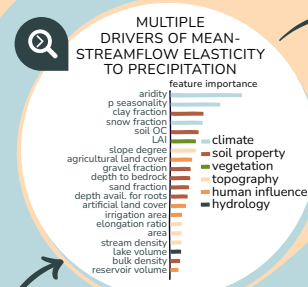 MULTIPLE
DRIVERS OF MEAN-
STREAMFLOW ELASTICITY
TO PRECIPITATION
feature importance
aridity
p seasonality
clay fraction
snow fraction
soil OC
LAI
slope degree
agricultural land cover
gravel fraction
depth to bedrock
sand fraction
depth avail. for roots
artificial land cover
irrigation area
elongation ratio
area
stream density
lake volume
bulk density
reservoir volume
climate
soil property
vegetation
topography
human influence
hydrology